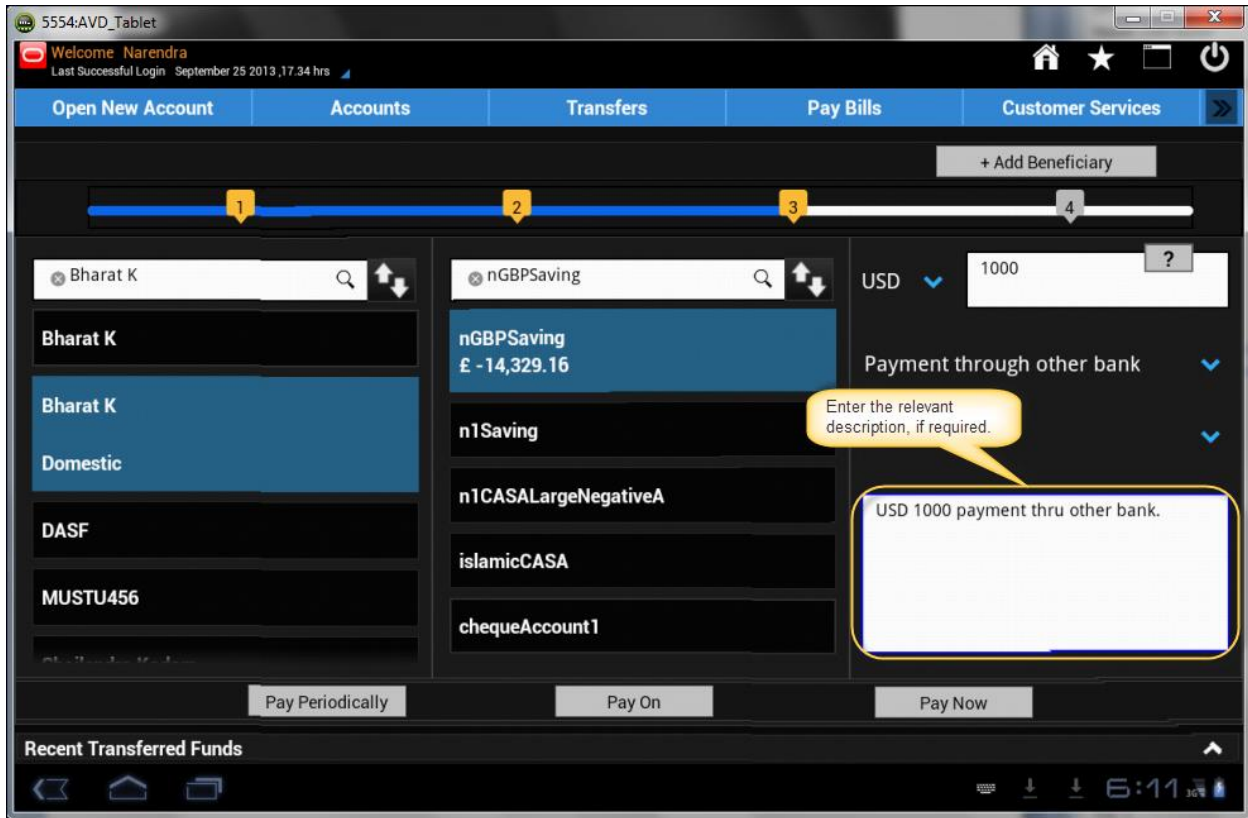 5554:AVD_Tablet
Welcome Narendra
Last Successful Login September 25 2013 ,17.34 hrs
Open New Account Accounts Transfers Pay Bills Customer Services
+ Add Beneficiary
1 2 3 4
Bharat K
nGBPSaving
USD
1000
?
Bharat K
Bharat K
Domestic
DASF
MUSTU456
nGBPSaving
£ -14,329.16
n1Saving
n1CASALargeNegativeA
islamicCASA
chequeAccount1
Payment through other bank
Enter the relevant
description, if required.
USD 1000 payment thru other bank.
Pay Periodically Pay On Pay Now
Recent Transferred Funds
6:11 3G